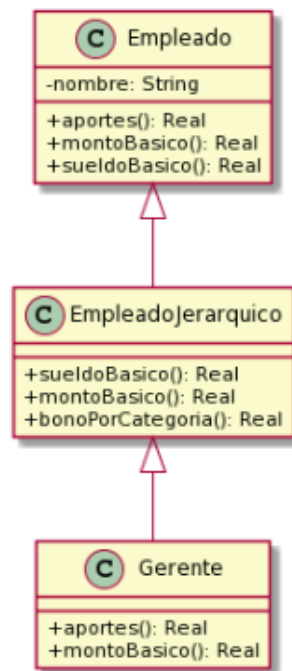 C Empleado
-nombre: String
+aportes(): Real
+montoBasico(): Real
+sueldoBasico(): Real
C EmpleadoJerarquico
+sueldoBasico(): Real
+montoBasico(): Real
+bonoPorCategoria(): Real
C Gerente
+aportes(): Real
+montoBasico(): Real